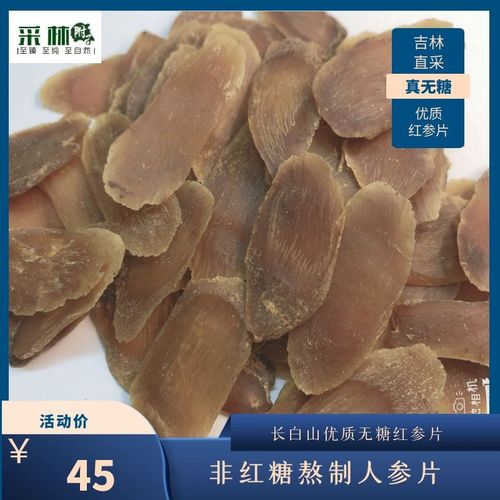 采林
至臻 至纯 至自然
吉林
直采
真无糖
优质
红参片
活动价
¥
45
长白山优质无糖红参片
非红糖熬制人参片
相机